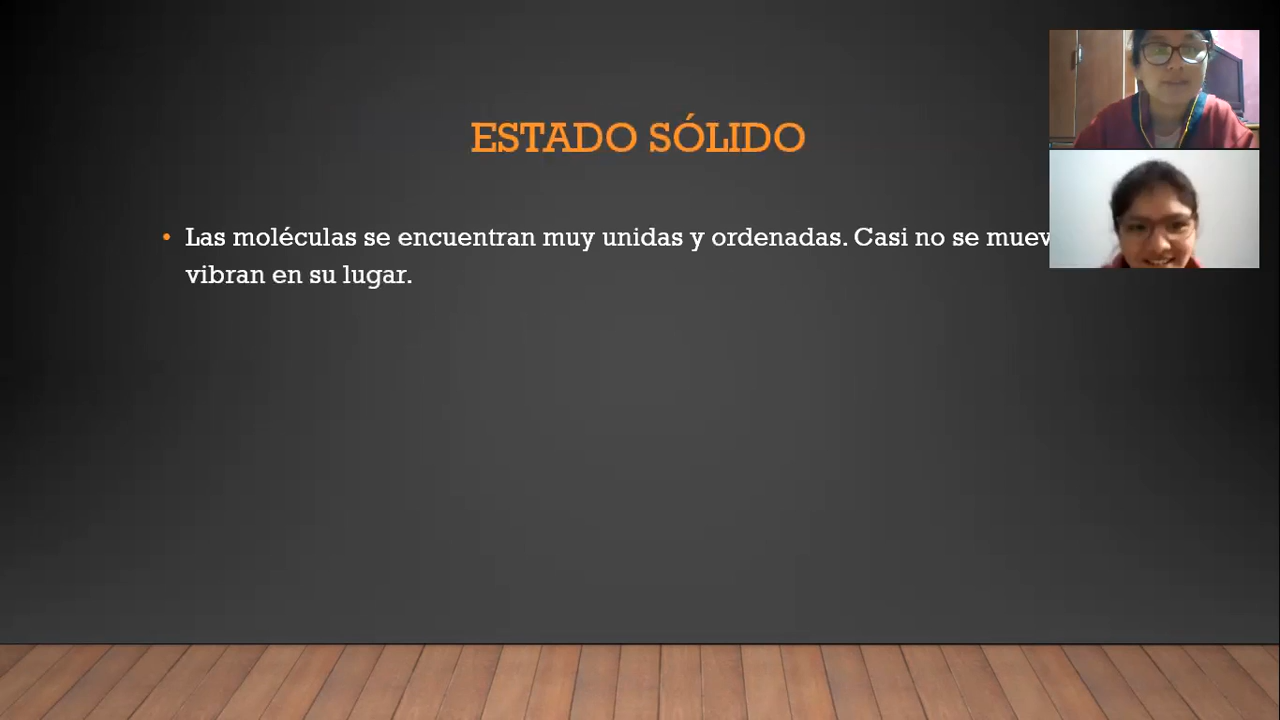 ESTADO SÓLIDO
• Las moléculas se encuentran muy unidas y ordenadas. Casi no se
vibran en su lugar.